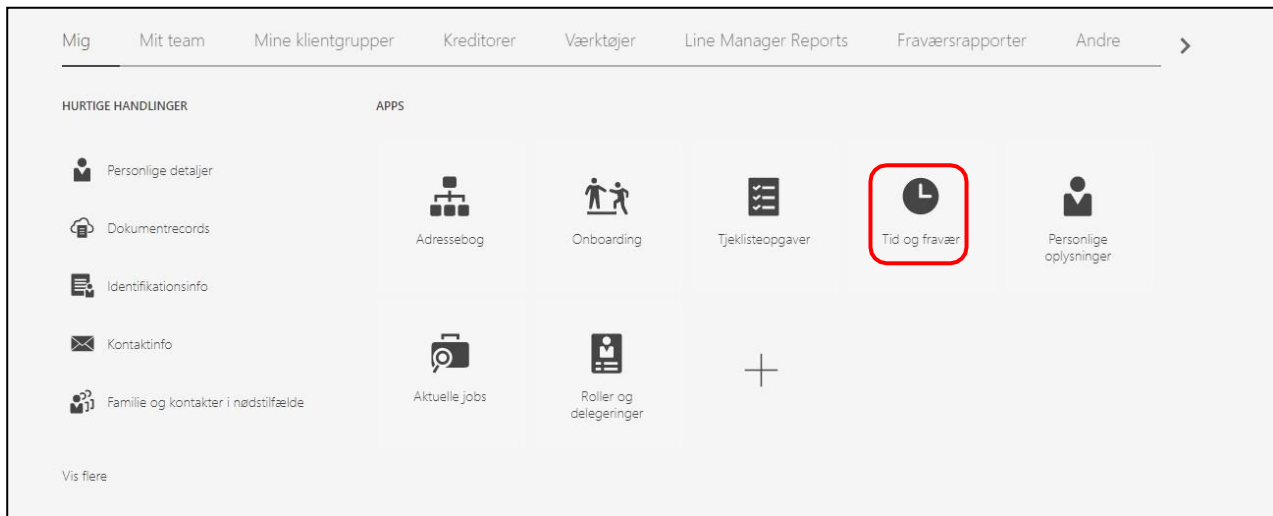 Mig Mit team Mine klientgrupper Kreditorer Værktøjer Line Manager Reports Fraværsrapporter Andre
HURTIGE HANDLINGER
APPS
Personlige detaljer
Dokumentrecords
Identifikationsinfo
Kontaktinfo
Familie og kontakter i nødstilfælde
Vis flere
Adressebog
Onboarding
Tjeklisteopgaver
Tid og fravær
Personlige
oplysninger
Aktuelle jobs
Roller og
delegeringer